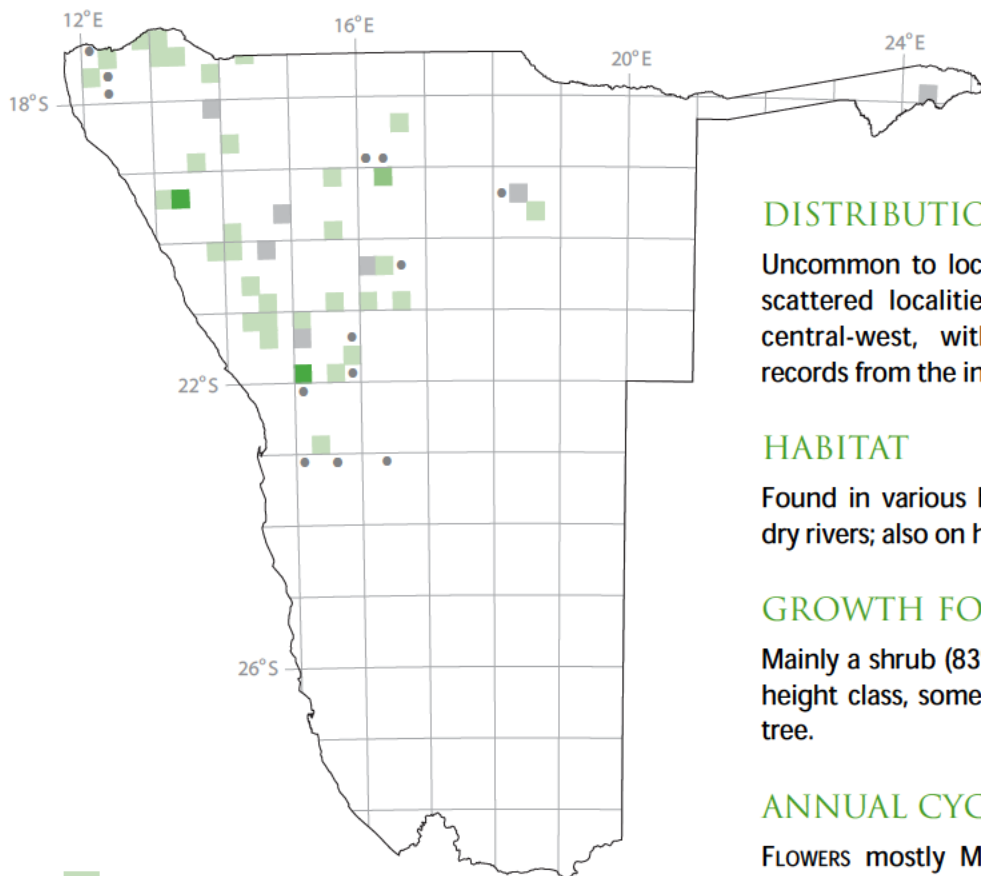 12°E
16°E
20°E
24°E
18°S
22°S
26°S
DISTRIBUTIO
Uncommon to loc
scattered localitie
central-west, wit
records from the in
HABITAT
Found in various
dry rivers; also on h
GROWTH FO
Mainly a shrub (83
height class, some
tree.
ANNUAL CYC
FLOWERS mostly M